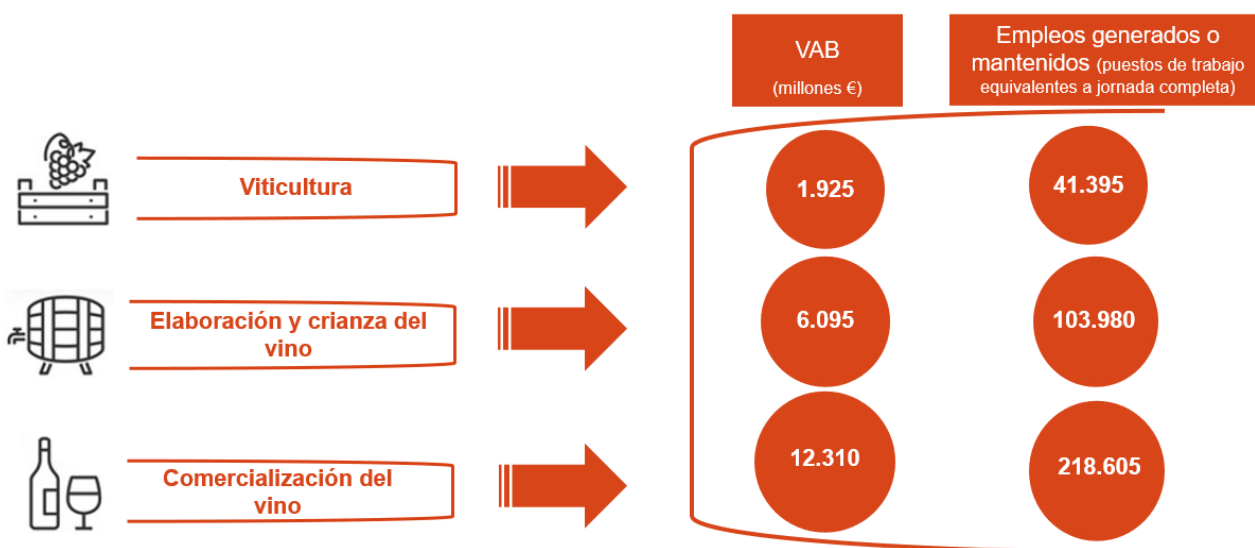 VAB
(millones €)
Empleos generados o
mantenidos (puestos de trabajo
equivalentes a jornada completa)
Viticultura
1.925
41.395
Elaboración y crianza del
vino
6.095
103.980
Comercialización del
vino
12.310
218.605